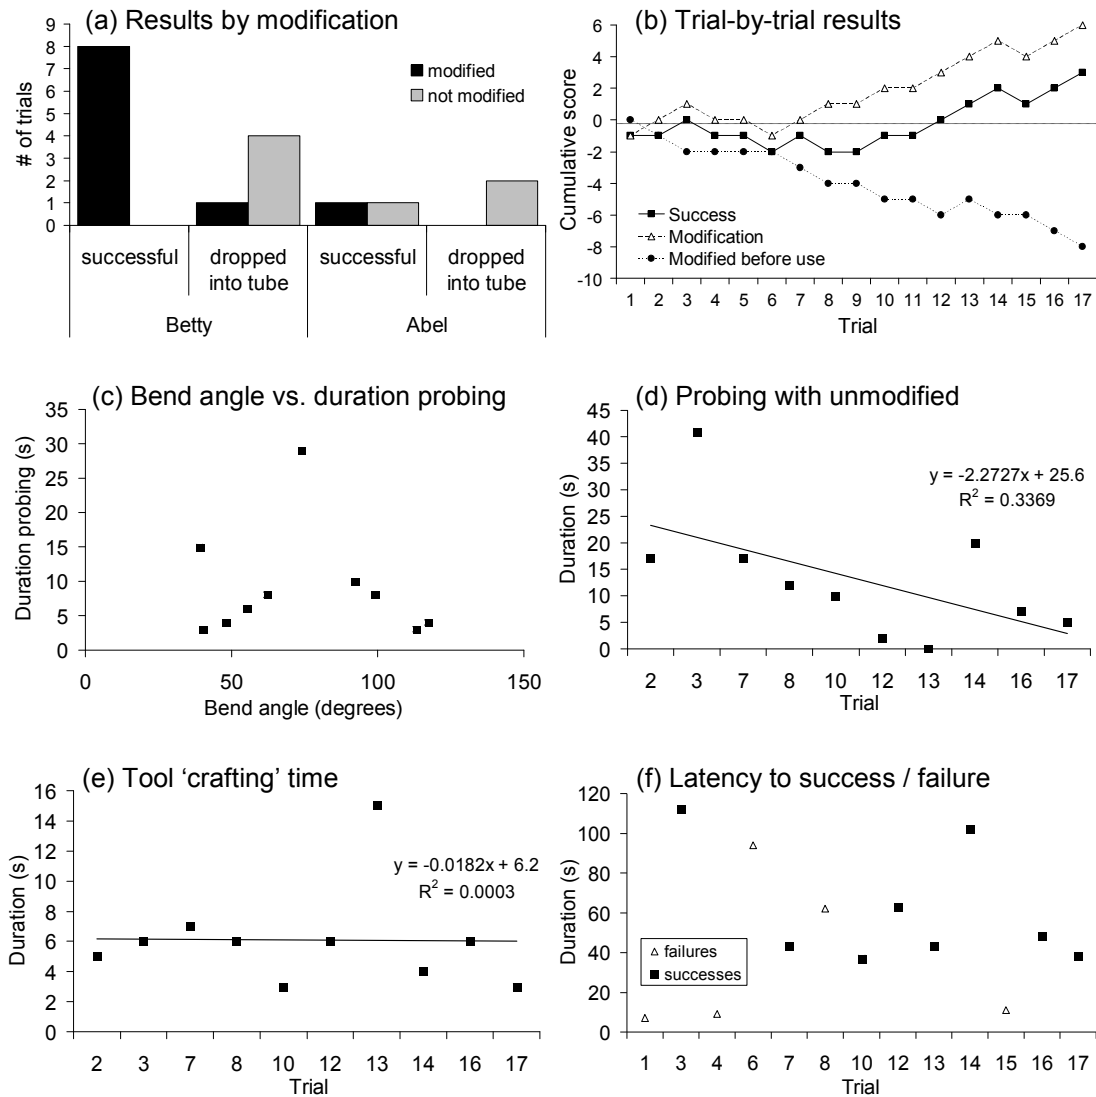 (a) Results by modification
9
8
7
6
5
4
3
2
1
0
# of trials
modified
not modified
successful
dropped
into tube
successful
dropped
into tube
Betty
Abel
(b) Trial-by-trial results
6
4
2
0
-2
-4
-6
-8
-10
Cumulative score
Success
Modification
Modified before use
1 2 3 4 5 6 7 8 9 10 11 12 13 14 15 16 17
Trial
(c) Bend angle vs. duration probing
35
30
25
20
15
10
5
0
Duration probing (s)
0 50 100 150
Bend angle (degrees)
(d) Probing with unmodified
45
40
35
30
25
20
15
10
5
0
Duration (s)
y = -2.2727x + 25.6
R² = 0.3369
2 3 7 8 10 12 13 14 16 17
Trial
(e) Tool ‘crafting’ time
16
14
12
10
8
6
4
2
0
Duration (s)
y = -0.0182x + 6.2
R² = 0.0003
2 3 7 8 10 12 13 14 16 17
Trial
(f) Latency to success / failure
120
100
80
60
40
20
0
Duration (s)
failures
successes
1 3 4 6 7 8 10 12 13 14 15 16 17
Trial